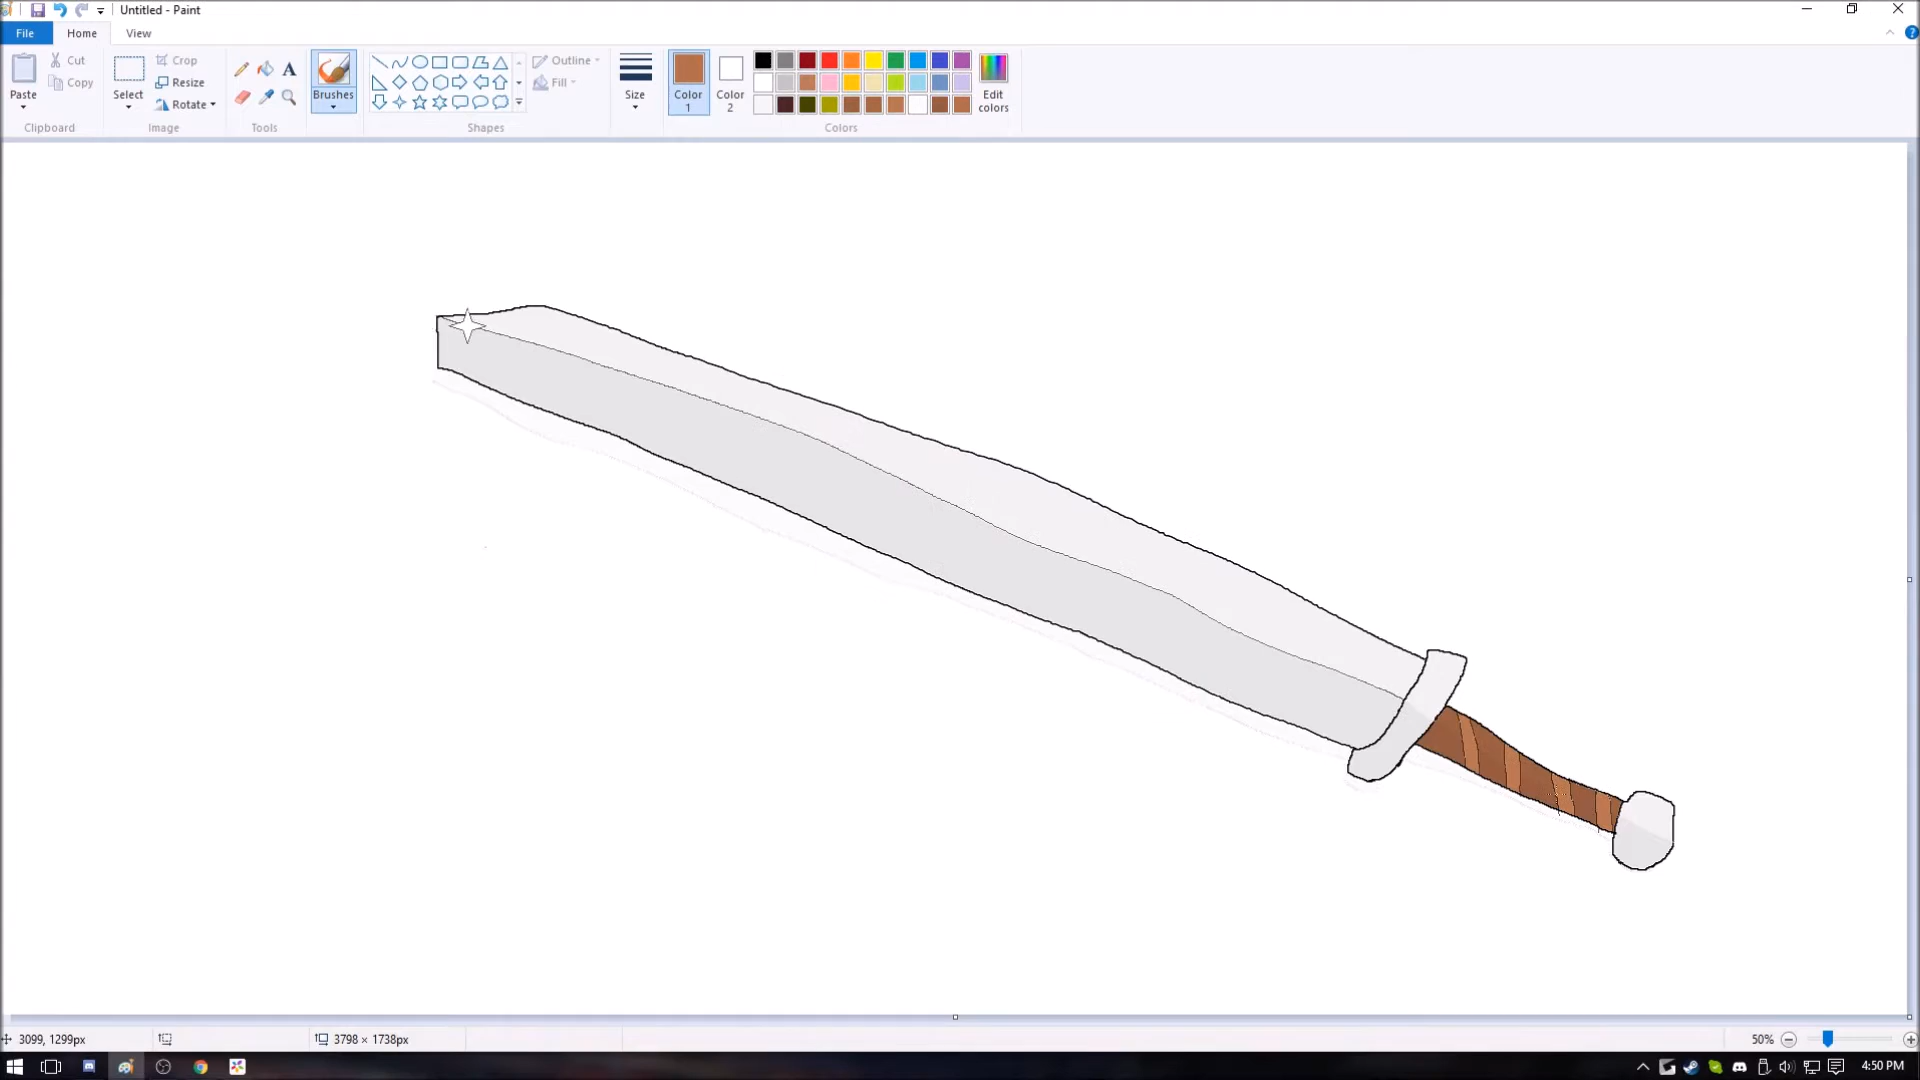 Untitled - Paint
File Home View
Paste
Cut
Copy
Clipboard
Select
Crop
Resize
Rotate
Image
A
Tools
Brushes
Outline
Fill
Shapes
Size
Color 1
Color 2
Edit colors
Colors
?
3099, 1299px
3798 × 1738px
50%
4:50 PM